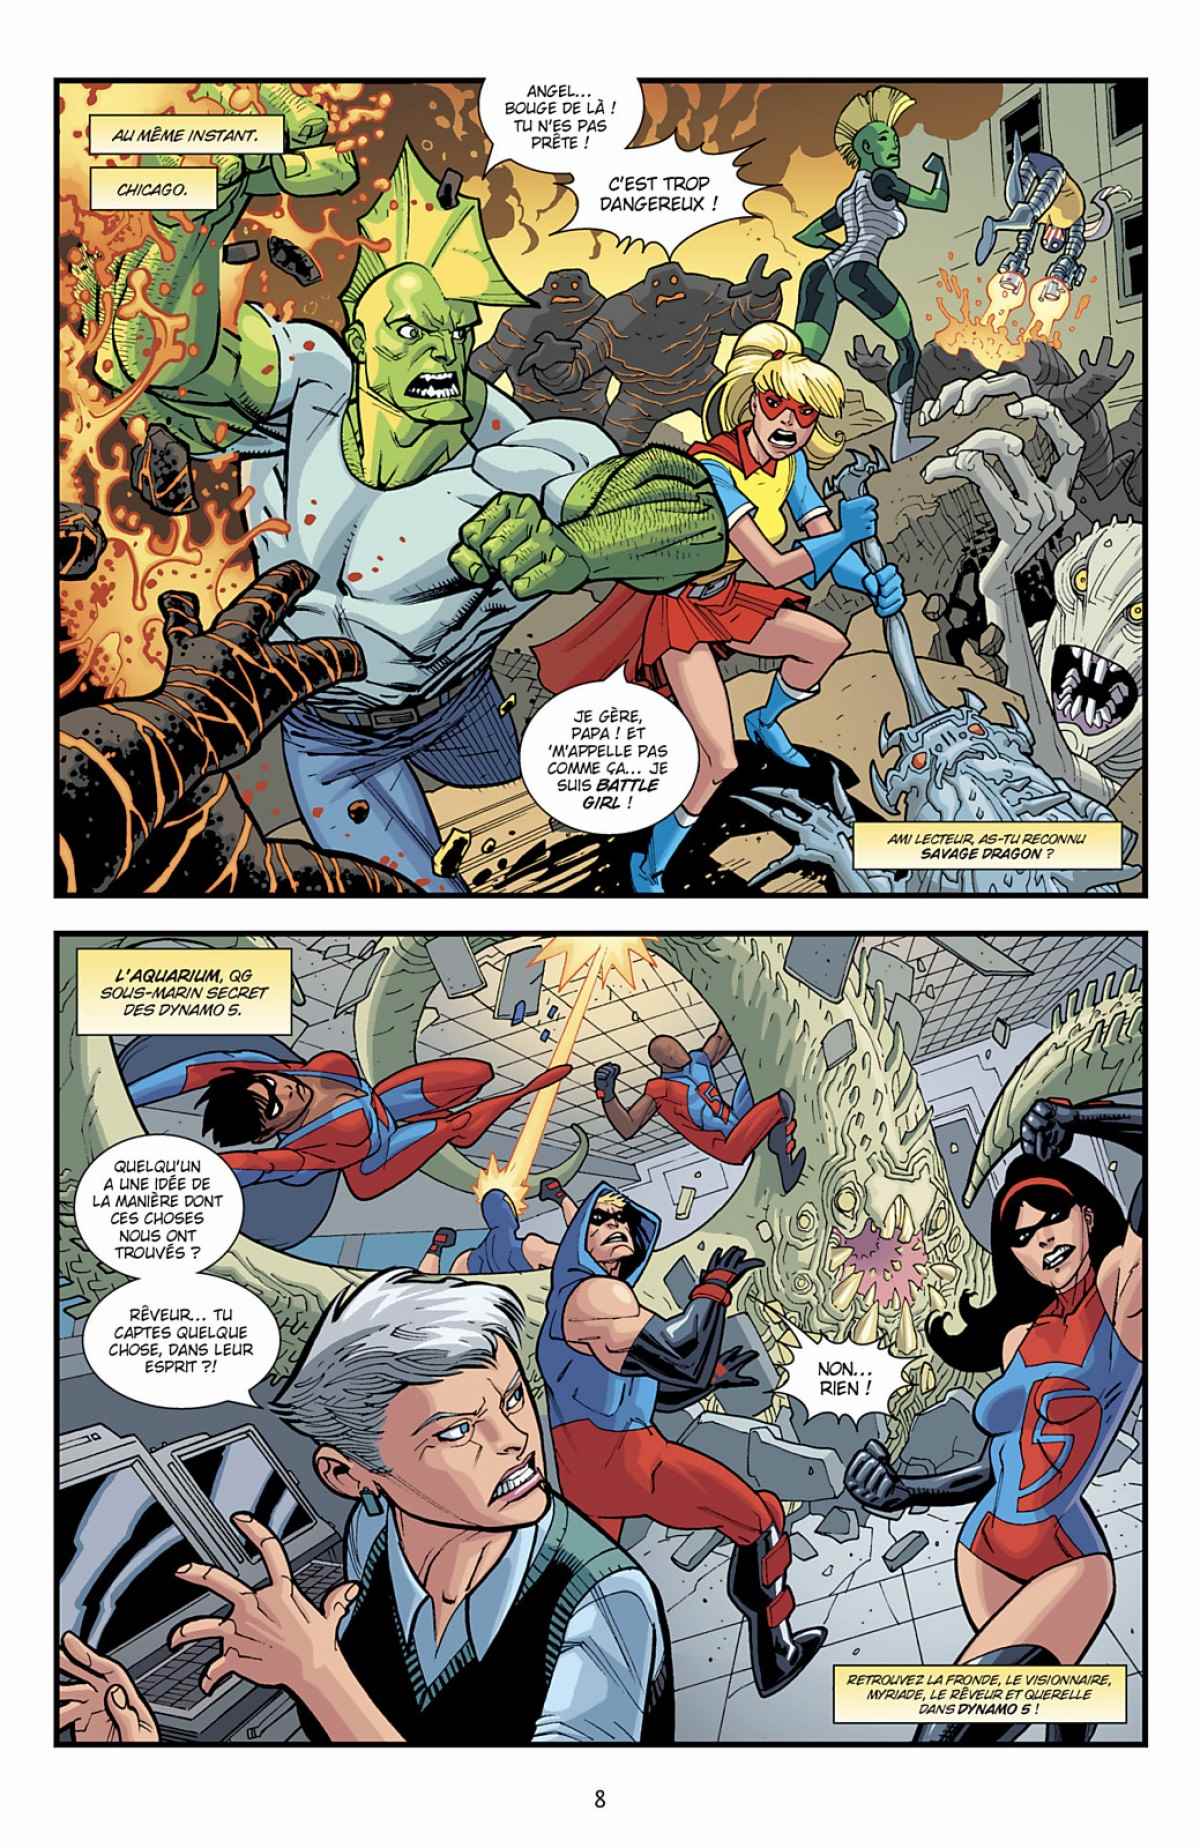 AU MÊME INSTANT.
CHICAGO.
ANGEL...
BOUGE DE LÀ !
TU N'ES PAS
PRÊTE !
C'EST TROP
DANGEREUX !
JE GÈRE,
PAPA ! ET
'M'APPELLE PAS
COMME ÇA... JE
SUIS BATTLE
GIRL !
AMI LECTEUR, AS-TU RECONNU
SAVAGE DRAGON ?
L'AQUARIUM, QG
SOUS-MARIN SECRET
DES DYNAMO 5.
QUELQU'UN
A UNE IDÉE DE
LA MANIÈRE DONT
CES CHOSES
NOUS ONT
TROUVÉS ?
RÊVEUR... TU
CAPTES QUELQUE
CHOSE, DANS LEUR
ESPRIT ?!
NON...
RIEN !
5
RETROUVEZ LA FRONDE, LE VISIONNAIRE,
MYRIADE, LE RÊVEUR ET QUERELLE
DANS DYNAMO 5 !
8